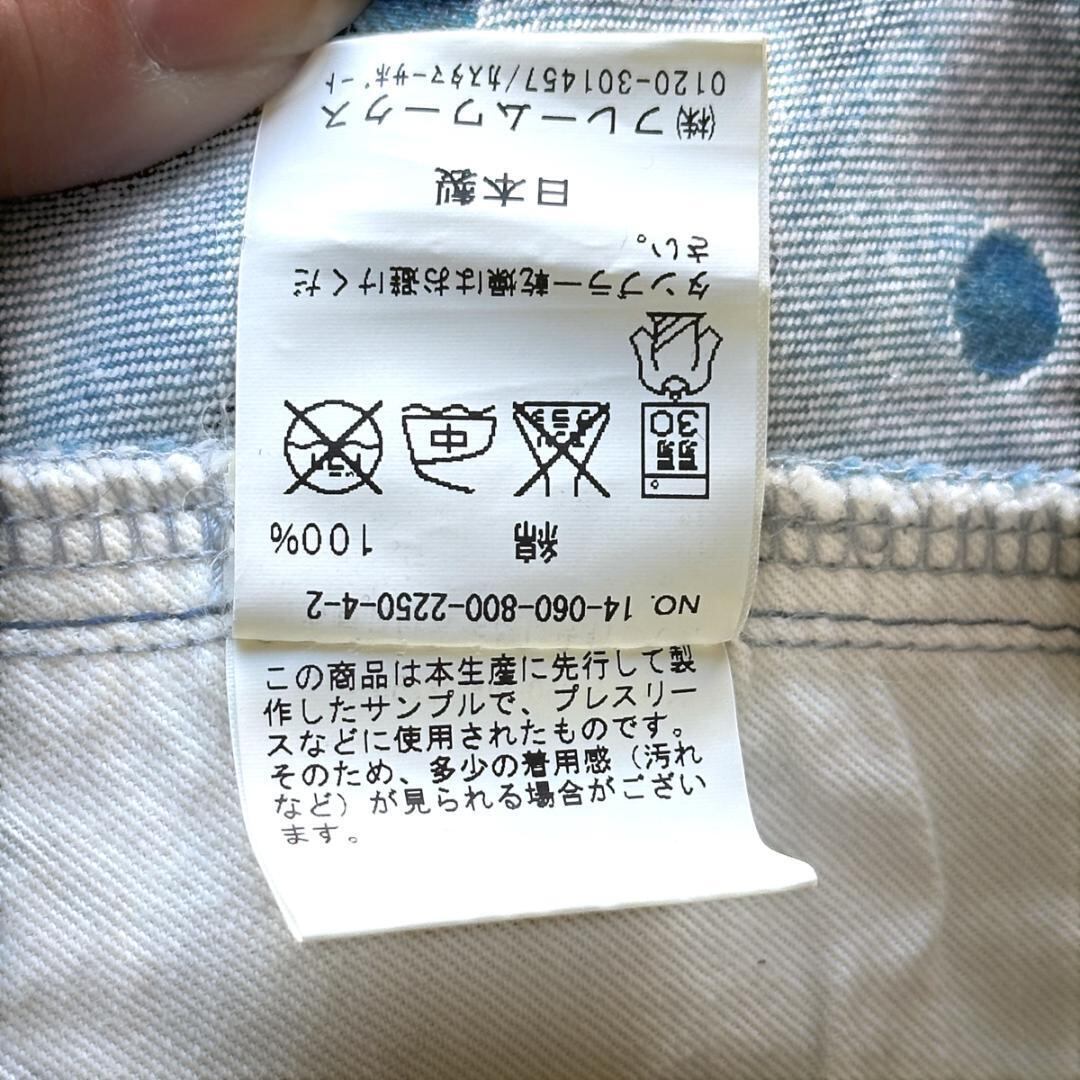 NO. 14-060-800-2250-4-2
綿 100%
弱 中 ドライ
30
タンブラー乾燥はお避けくだ
さい。
日本製
㈱フレームワークス
0120-301457/カスタマーサポート
この商品は本生産に先行して製
作したサンプルで、プレスリー
スなどに使用されたものです。
そのため、多少の着用感（汚れ
など）が見られる場合がござい
ます。